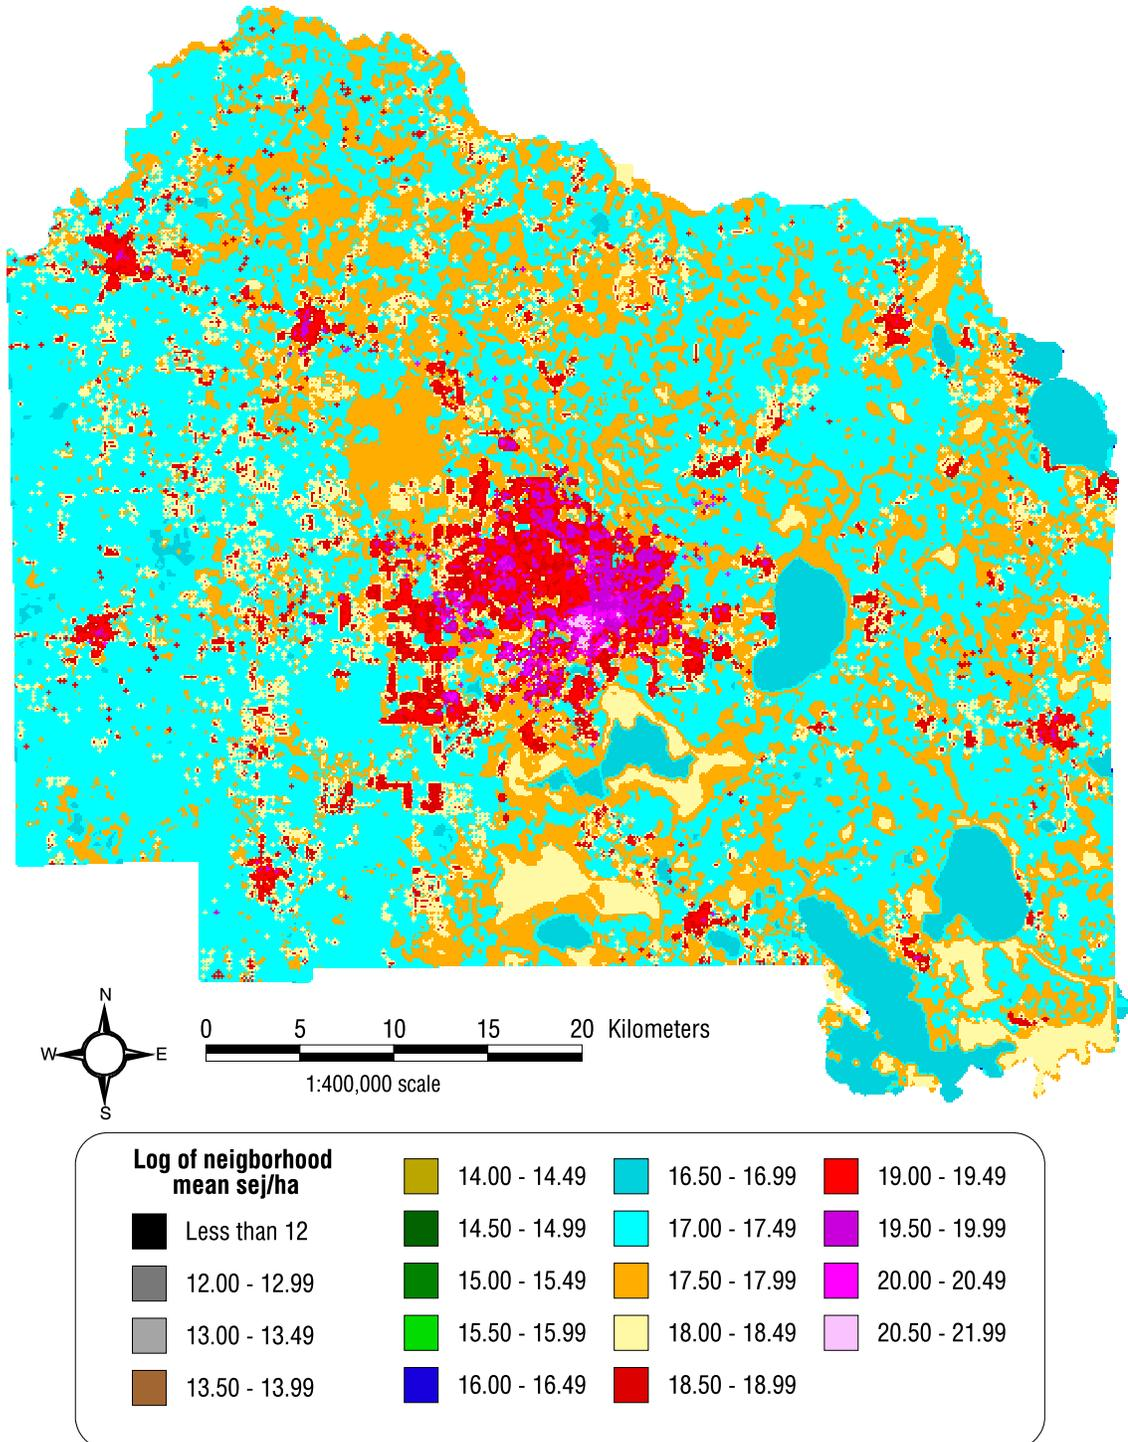 N
W E
S
0 5 10 15 20 Kilometers
1:400,000 scale
Log of neigborhood
mean sej/ha
Less than 12
12.00 - 12.99
13.00 - 13.49
13.50 - 13.99
14.00 - 14.49
14.50 - 14.99
15.00 - 15.49
15.50 - 15.99
16.00 - 16.49
16.50 - 16.99
17.00 - 17.49
17.50 - 17.99
18.00 - 18.49
18.50 - 18.99
19.00 - 19.49
19.50 - 19.99
20.00 - 20.49
20.50 - 21.99